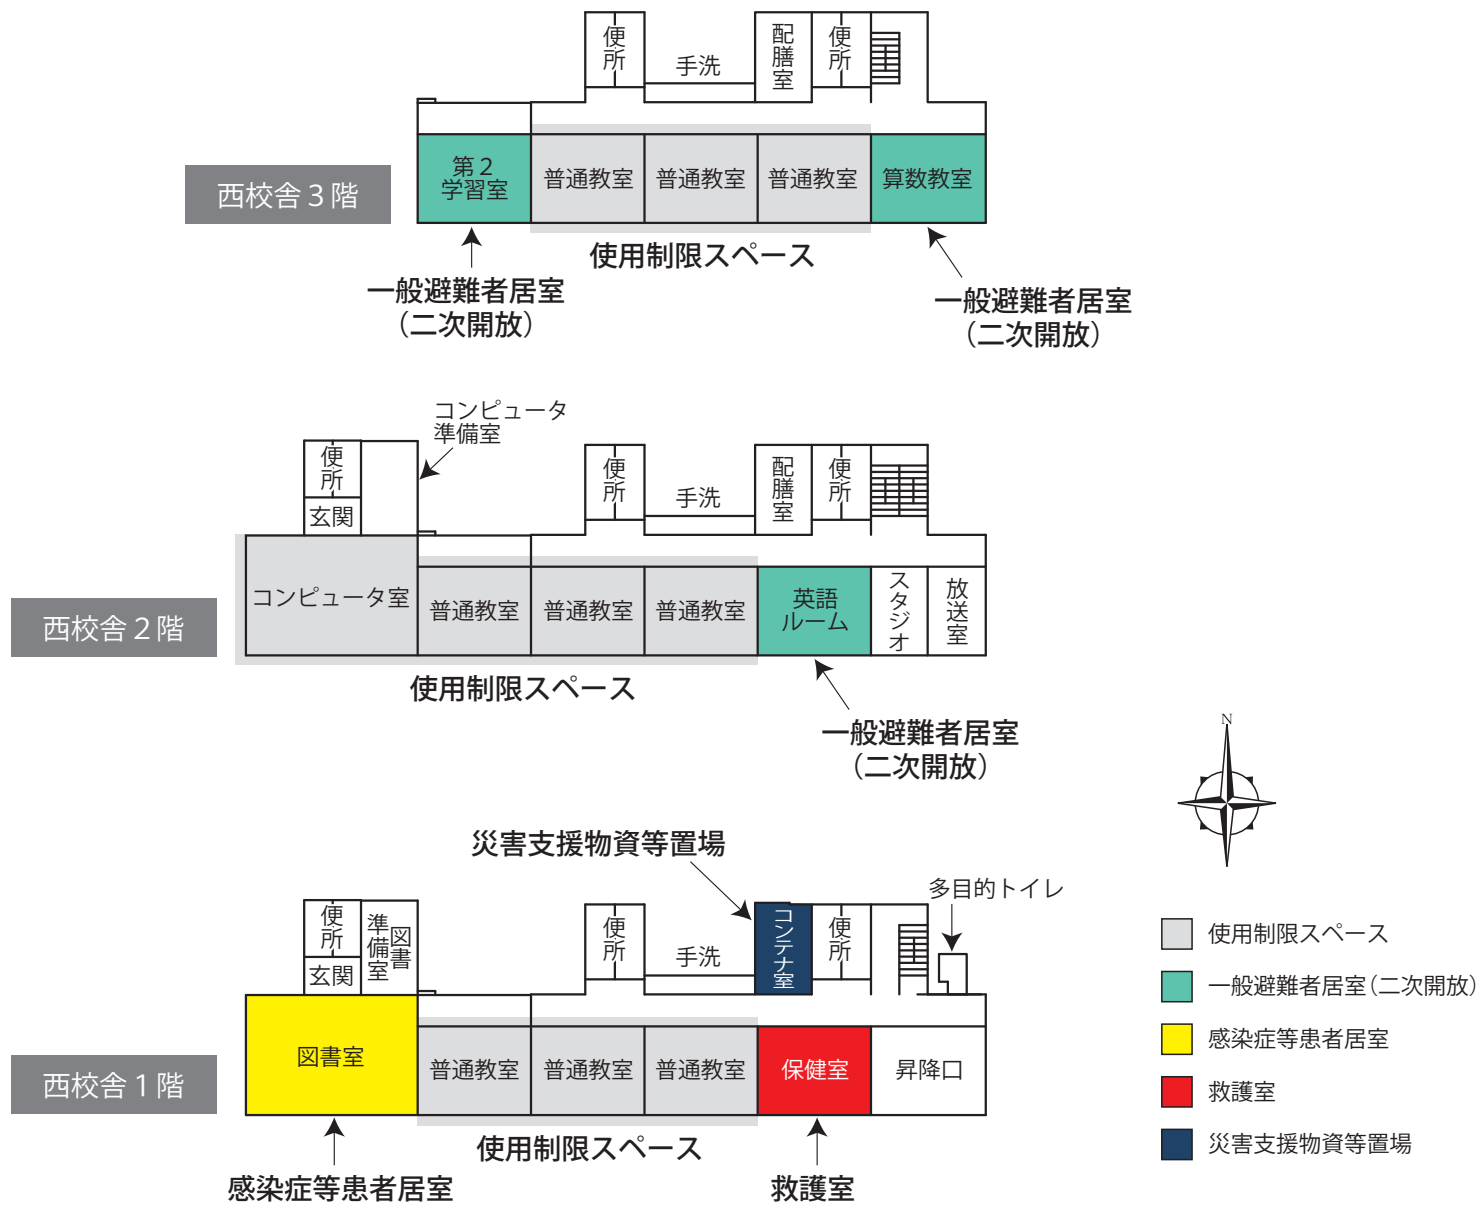 便所
手洗
配膳室
便所
第２
学習室
普通教室
普通教室
普通教室
算数教室
西校舎３階
使用制限スペース
一般避難者居室
（二次開放）
一般避難者居室
（二次開放）
コンピュータ
準備室
便所
玄関
便所
手洗
配膳室
便所
コンピュータ室
普通教室
普通教室
普通教室
英語
ルーム
スタジオ
放送室
西校舎２階
使用制限スペース
一般避難者居室
（二次開放）
N
災害支援物資等置場
多目的トイレ
便所
玄関
図書
準備室
便所
手洗
コンテナ室
便所
図書室
普通教室
普通教室
普通教室
保健室
昇降口
西校舎１階
使用制限スペース
感染症等患者居室
救護室
使用制限スペース
一般避難者居室（二次開放）
感染症等患者居室
救護室
災害支援物資等置場